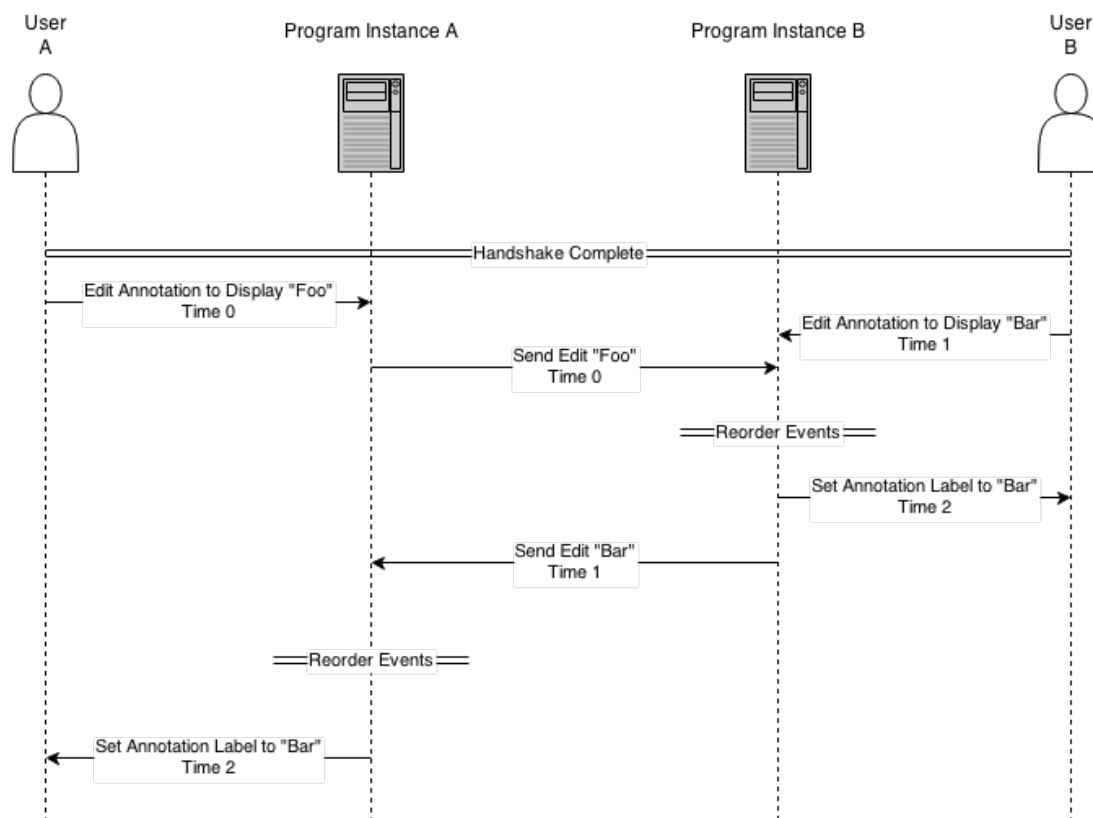 User
A
Program Instance A
Program Instance B
User
B
Handshake Complete
Edit Annotation to Display "Foo"
Time 0
Edit Annotation to Display "Bar"
Time 1
Send Edit "Foo"
Time 0
Reorder Events
Set Annotation Label to "Bar"
Time 2
Send Edit "Bar"
Time 1
Reorder Events
Set Annotation Label to "Bar"
Time 2